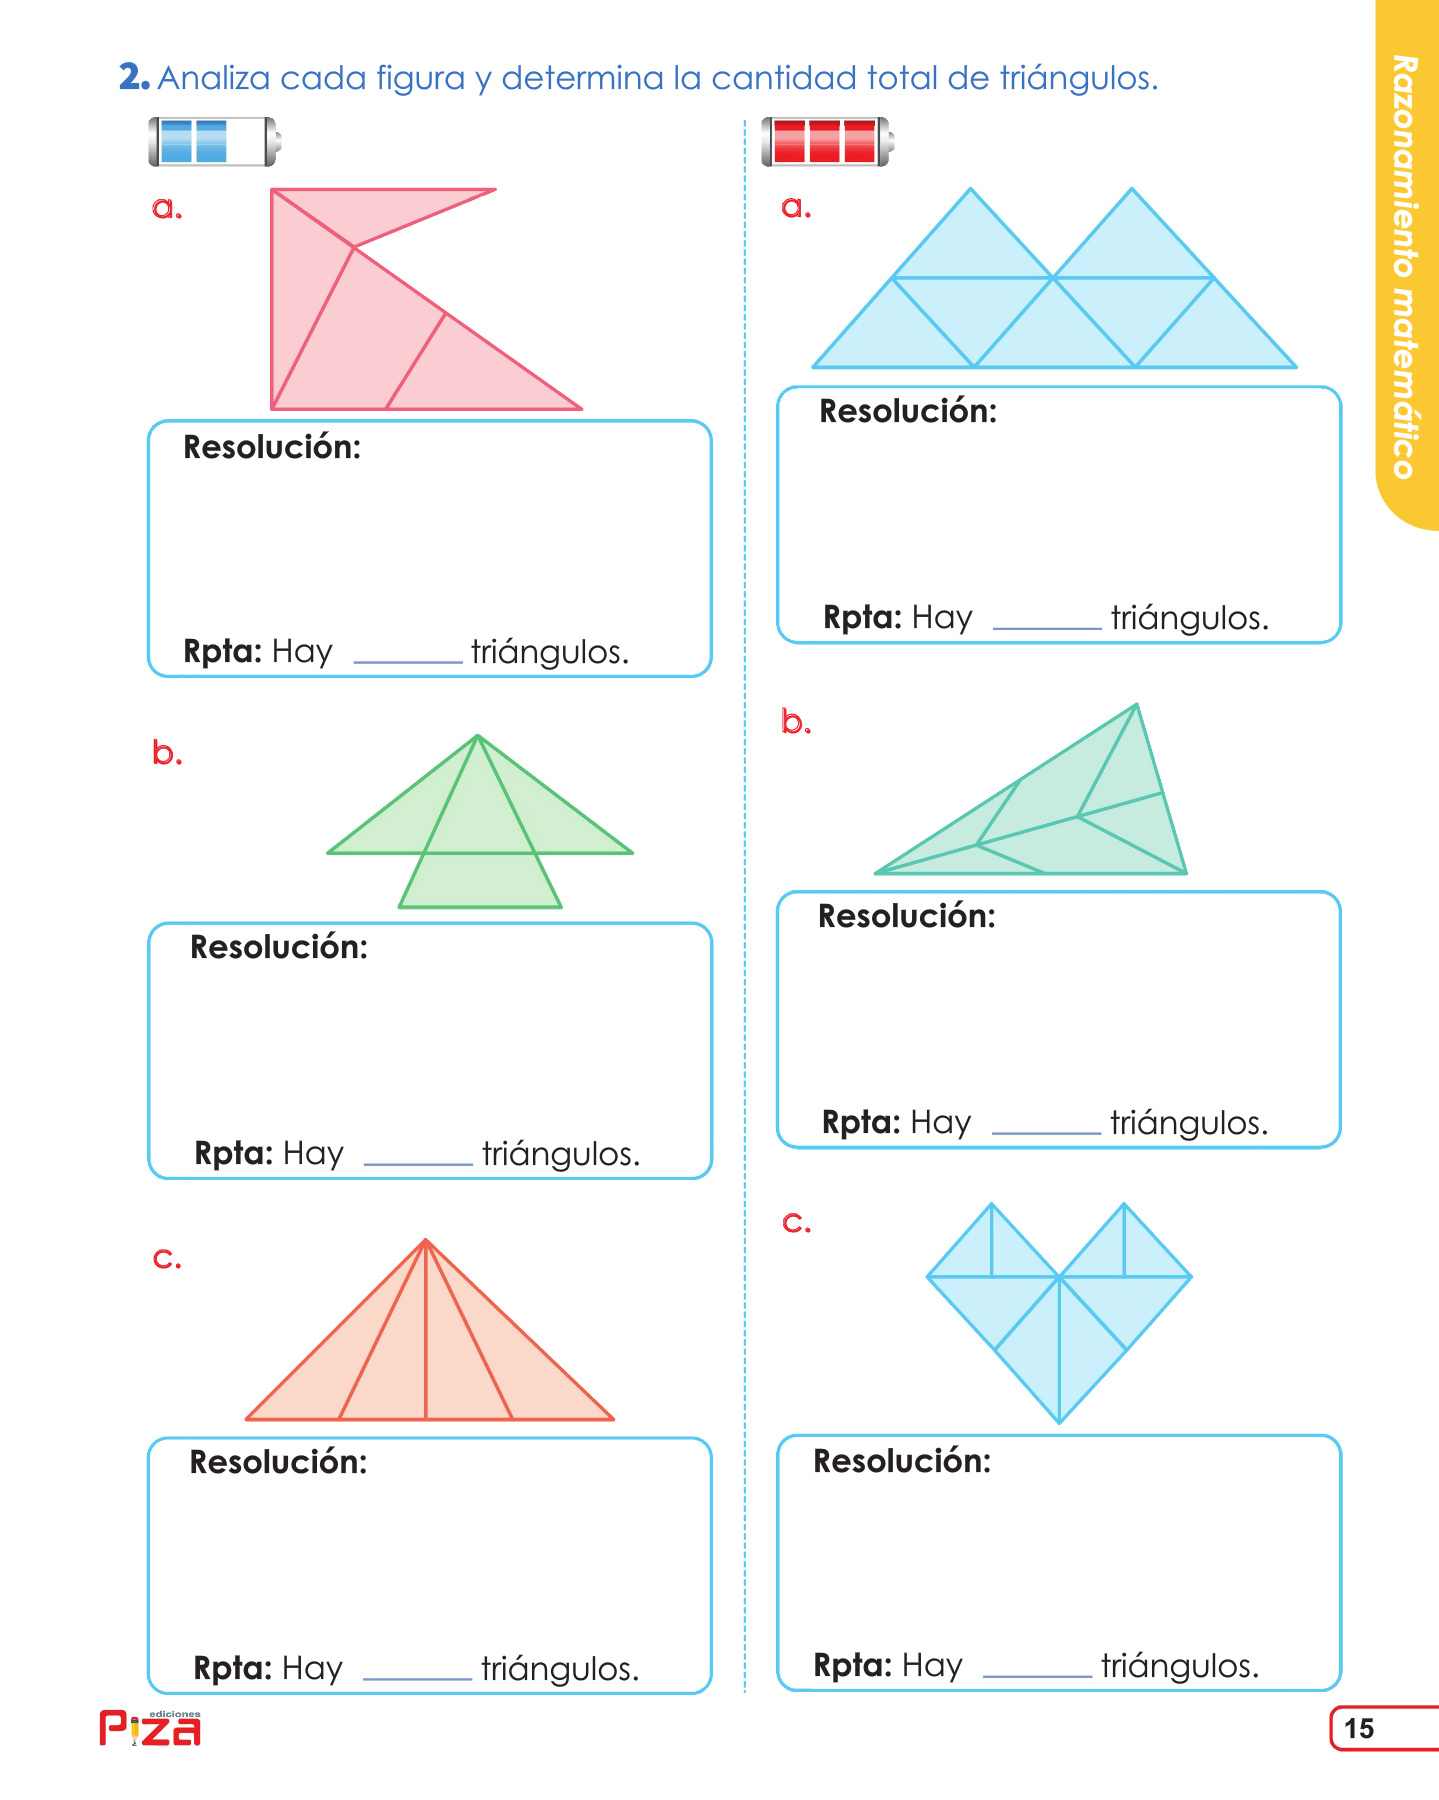 2. Analiza cada figura y determina la cantidad total de triángulos.
a.
Resolución:
Rpta: Hay ______ triángulos.
b.
Resolución:
Rpta: Hay ______ triángulos.
c.
Resolución:
Rpta: Hay ______ triángulos.
a.
Resolución:
Rpta: Hay ______ triángulos.
b.
Resolución:
Rpta: Hay ______ triángulos.
c.
Resolución:
Rpta: Hay ______ triángulos.
Razonamiento matemático
ediciones
Piza
15